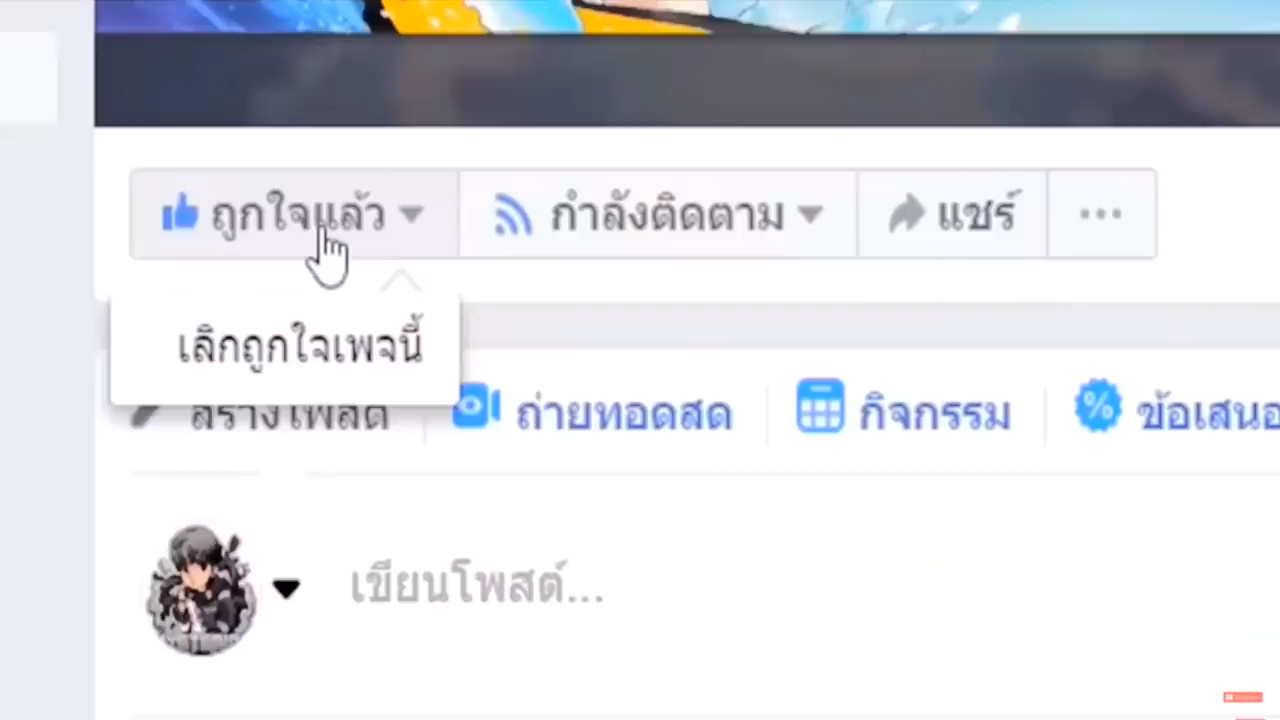 ถูกใจแล้ว กำลังติดตาม แชร์ ...
เลิกถูกใจเพจนี้
สร้างโพสต์ ถ่ายทอดสด กิจกรรม ข้อเสนอ
เขียนโพสต์...